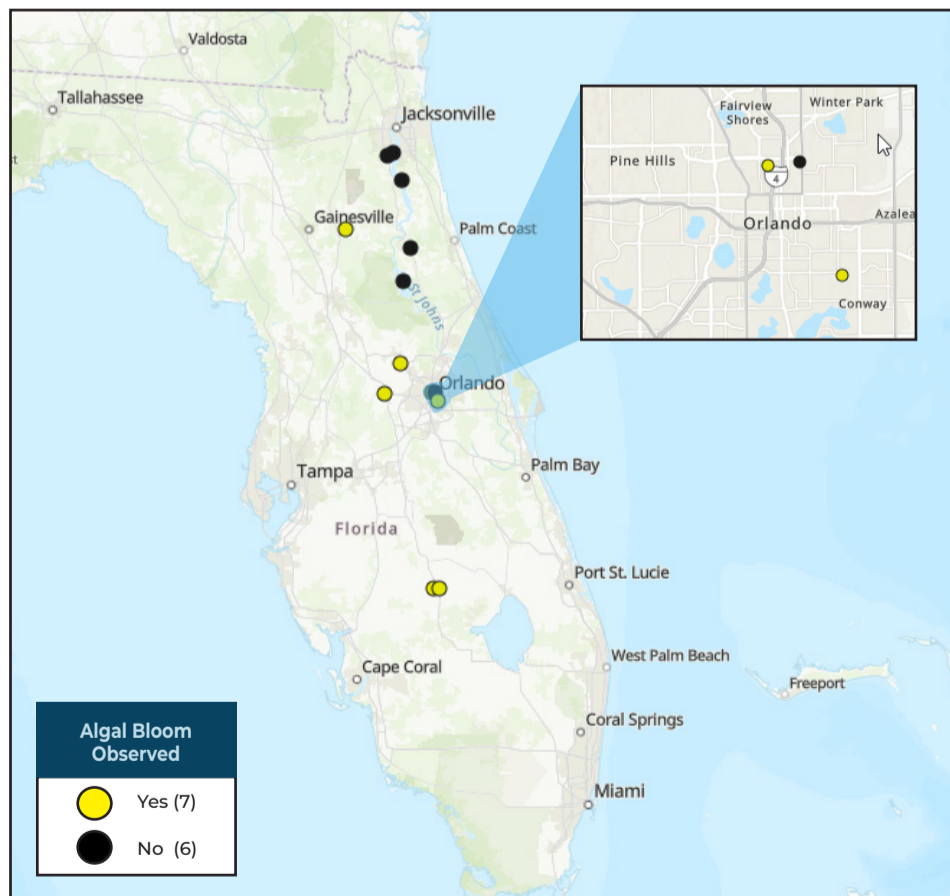 Valdosta
Tallahassee
Jacksonville
st
Gainesville
Palm Coast
St Johns
Orlando
Tampa
Palm Bay
Florida
Port St. Lucie
Cape Coral
West Palm Beach
Freeport
Coral Springs
Miami
Fairview
Shores
Winter Park
Pine Hills
4
Orlando
Azalea
Conway
Algal Bloom
Observed
Yes (7)
No (6)